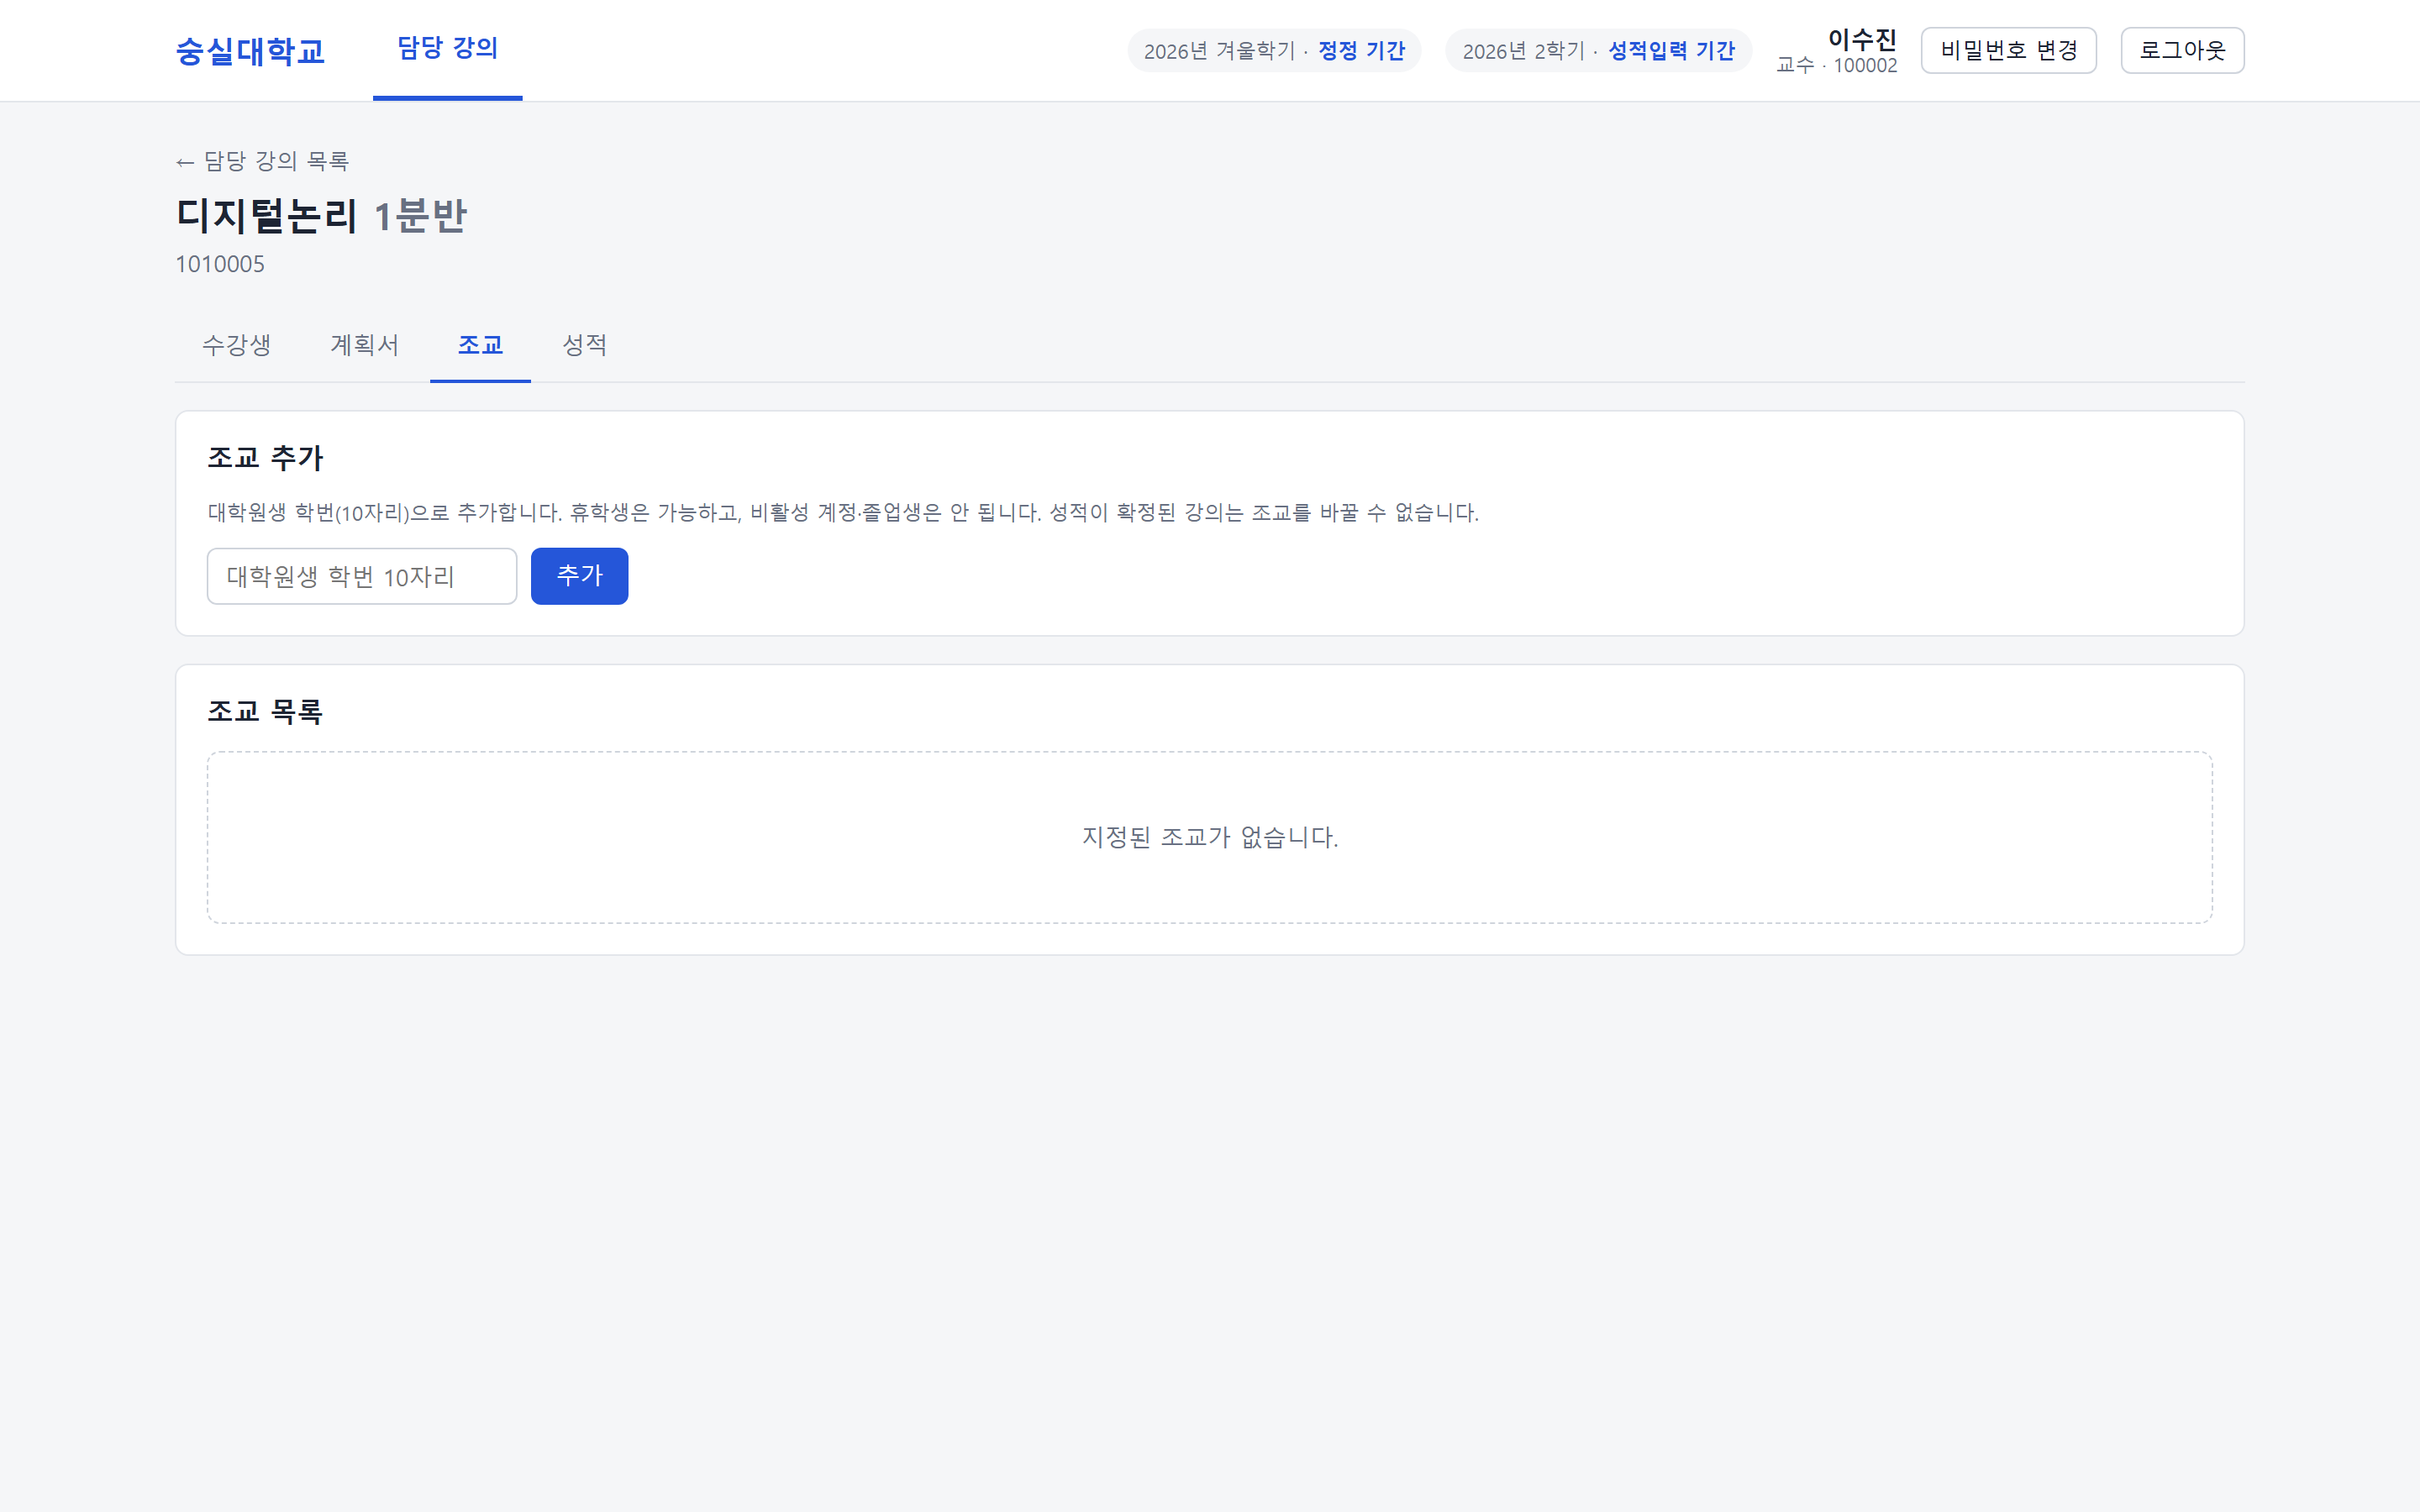 숭실대학교
담당 강의
2026년 겨울학기 · 정정 기간
2026년 2학기 · 성적입력 기간
이수진
교수 · 100002
비밀번호 변경
로그아웃
← 담당 강의 목록
디지털논리 1분반
1010005
수강생
계획서
조교
성적
조교 추가
대학원생 학번(10자리)으로 추가합니다. 휴학생은 가능하고, 비활성 계정·졸업생은 안 됩니다. 성적이 확정된 강의는 조교를 바꿀 수 없습니다.
대학원생 학번 10자리
추가
조교 목록
지정된 조교가 없습니다.